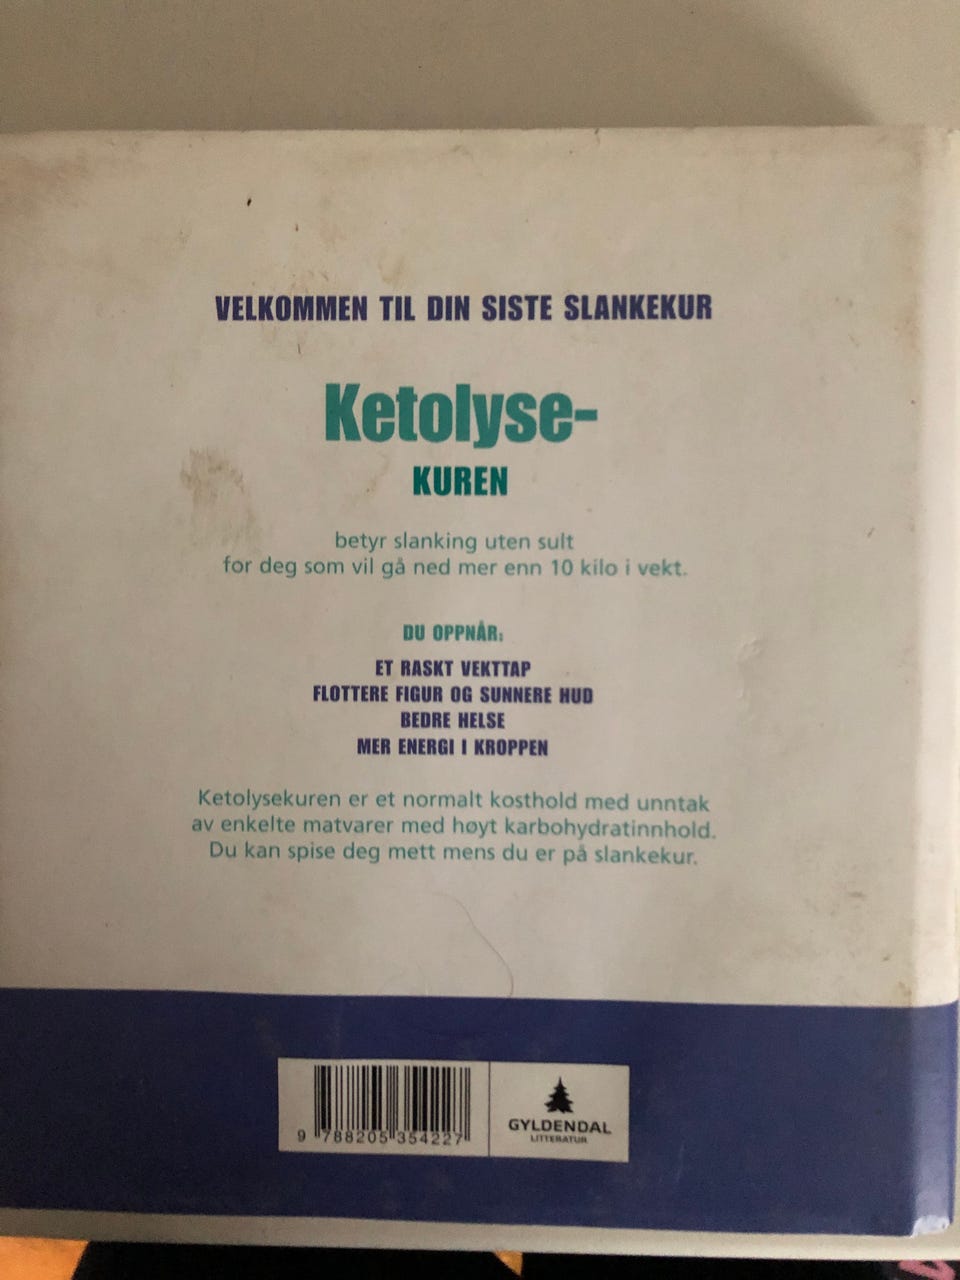 VELKOMMEN TIL DIN SISTE SLANKEKUR
Ketolyse-
KUREN
betyr slanking uten sult
for deg som vil gå ned mer enn 10 kilo i vekt.
DU OPPNÅR:
ET RASKT VEKTTAP
FLOTTERE FIGUR OG SUNNERE HUD
BEDRE HELSE
MER ENERGI I KROPPEN
Ketolysekuren er et normalt kosthold med unntak
av enkelte matvarer med høyt karbohydratinnhold.
Du kan spise deg mett mens du er på slankekur.
9 788205 354227
GYLDENDAL
LITTERATUR